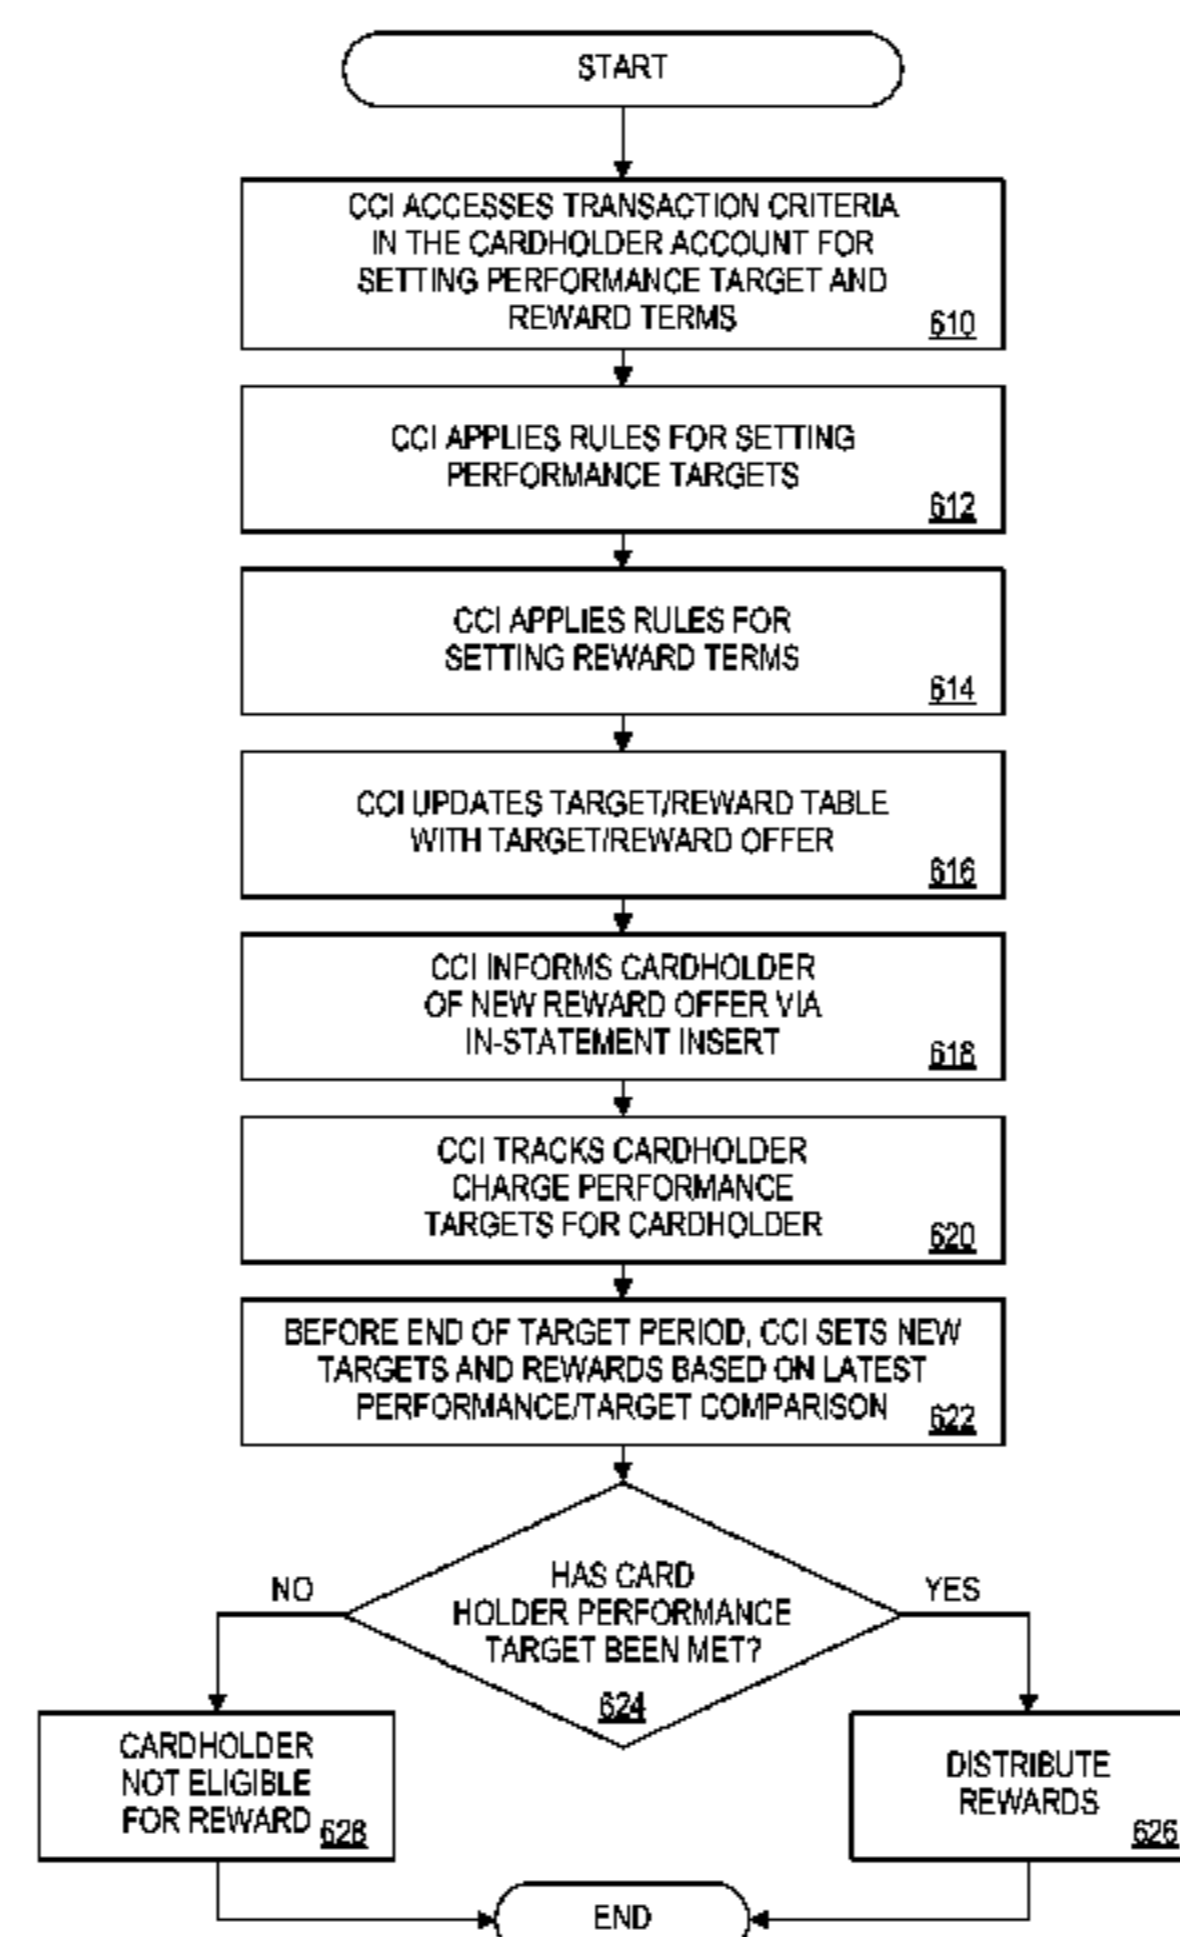 START
CCI ACCESSES TRANSACTION CRITERIA
IN THE CARDHOLDER ACCOUNT FOR
SETTING PERFORMANCE TARGET AND
REWARD TERMS
610
CCI APPLIES RULES FOR SETTING
PERFORMANCE TARGETS
612
CCI APPLIES RULES FOR
SETTING REWARD TERMS
614
CCI UPDATES TARGET/REWARD TABLE
WITH TARGET/REWARD OFFER
616
CCI INFORMS CARDHOLDER
OF NEW REWARD OFFER VIA
IN-STATEMENT INSERT
618
CCI TRACKS CARDHOLDER
CHARGE PERFORMANCE
TARGETS FOR CARDHOLDER
620
BEFORE END OF TARGET PERIOD, CCI SETS NEW
TARGETS AND REWARDS BASED ON LATEST
PERFORMANCE/TARGET COMPARISON
622
HAS CARD
HOLDER PERFORMANCE
TARGET BEEN MET?
624
NO
YES
CARDHOLDER
NOT ELIGIBLE
FOR REWARD
628
DISTRIBUTE
REWARDS
626
END